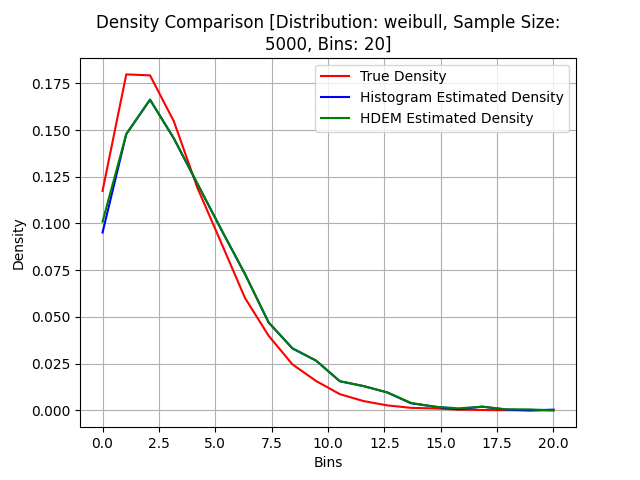 Density Comparison [Distribution: weibull, Sample Size:
5000, Bins: 20]
True Density
Histogram Estimated Density
HDEM Estimated Density
Density
0.175
0.150
0.125
0.100
0.075
0.050
0.025
0.000
0.0 2.5 5.0 7.5 10.0 12.5 15.0 17.5 20.0
Bins